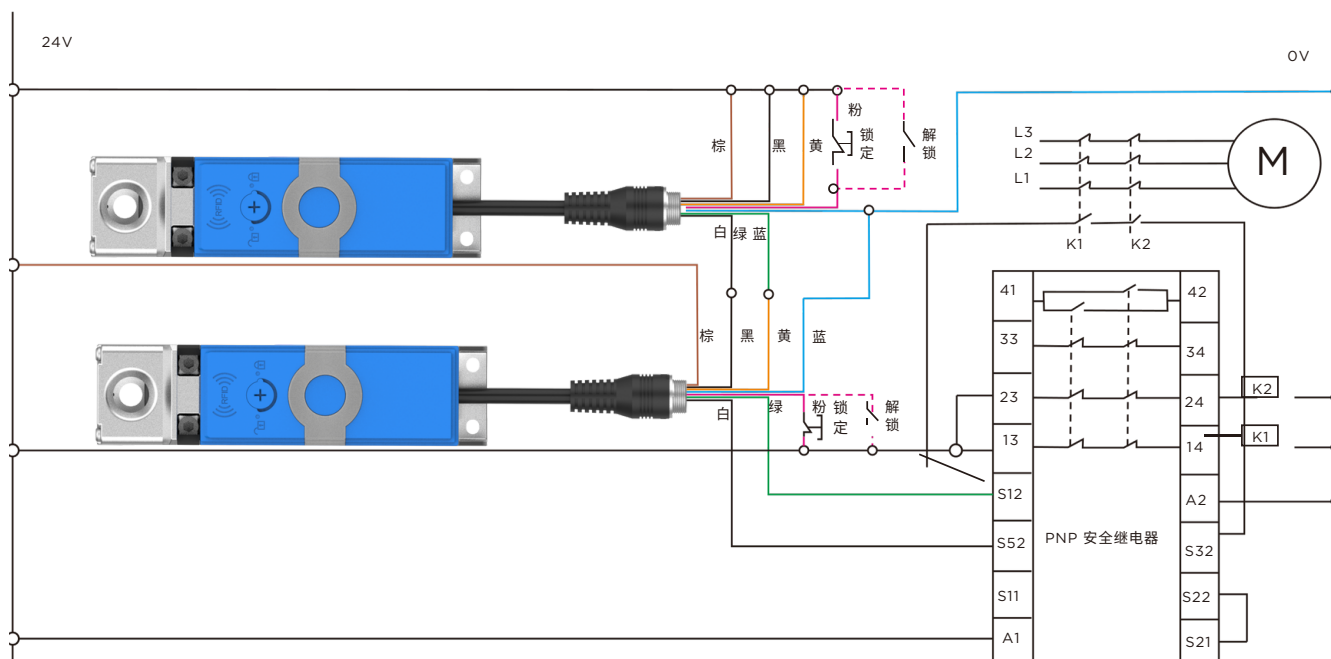 24V
0V
粉
棕
黑
黄
锁定
解锁
L3
L2
L1
M
RFID
白
绿
蓝
K1
K2
41
42
棕
黑
黄
蓝
33
34
RFID
23
24
K2
白
绿
粉
锁定
解锁
13
14
K1
S12
A2
S52
PNP 安全继电器
S32
S11
S22
A1
S21